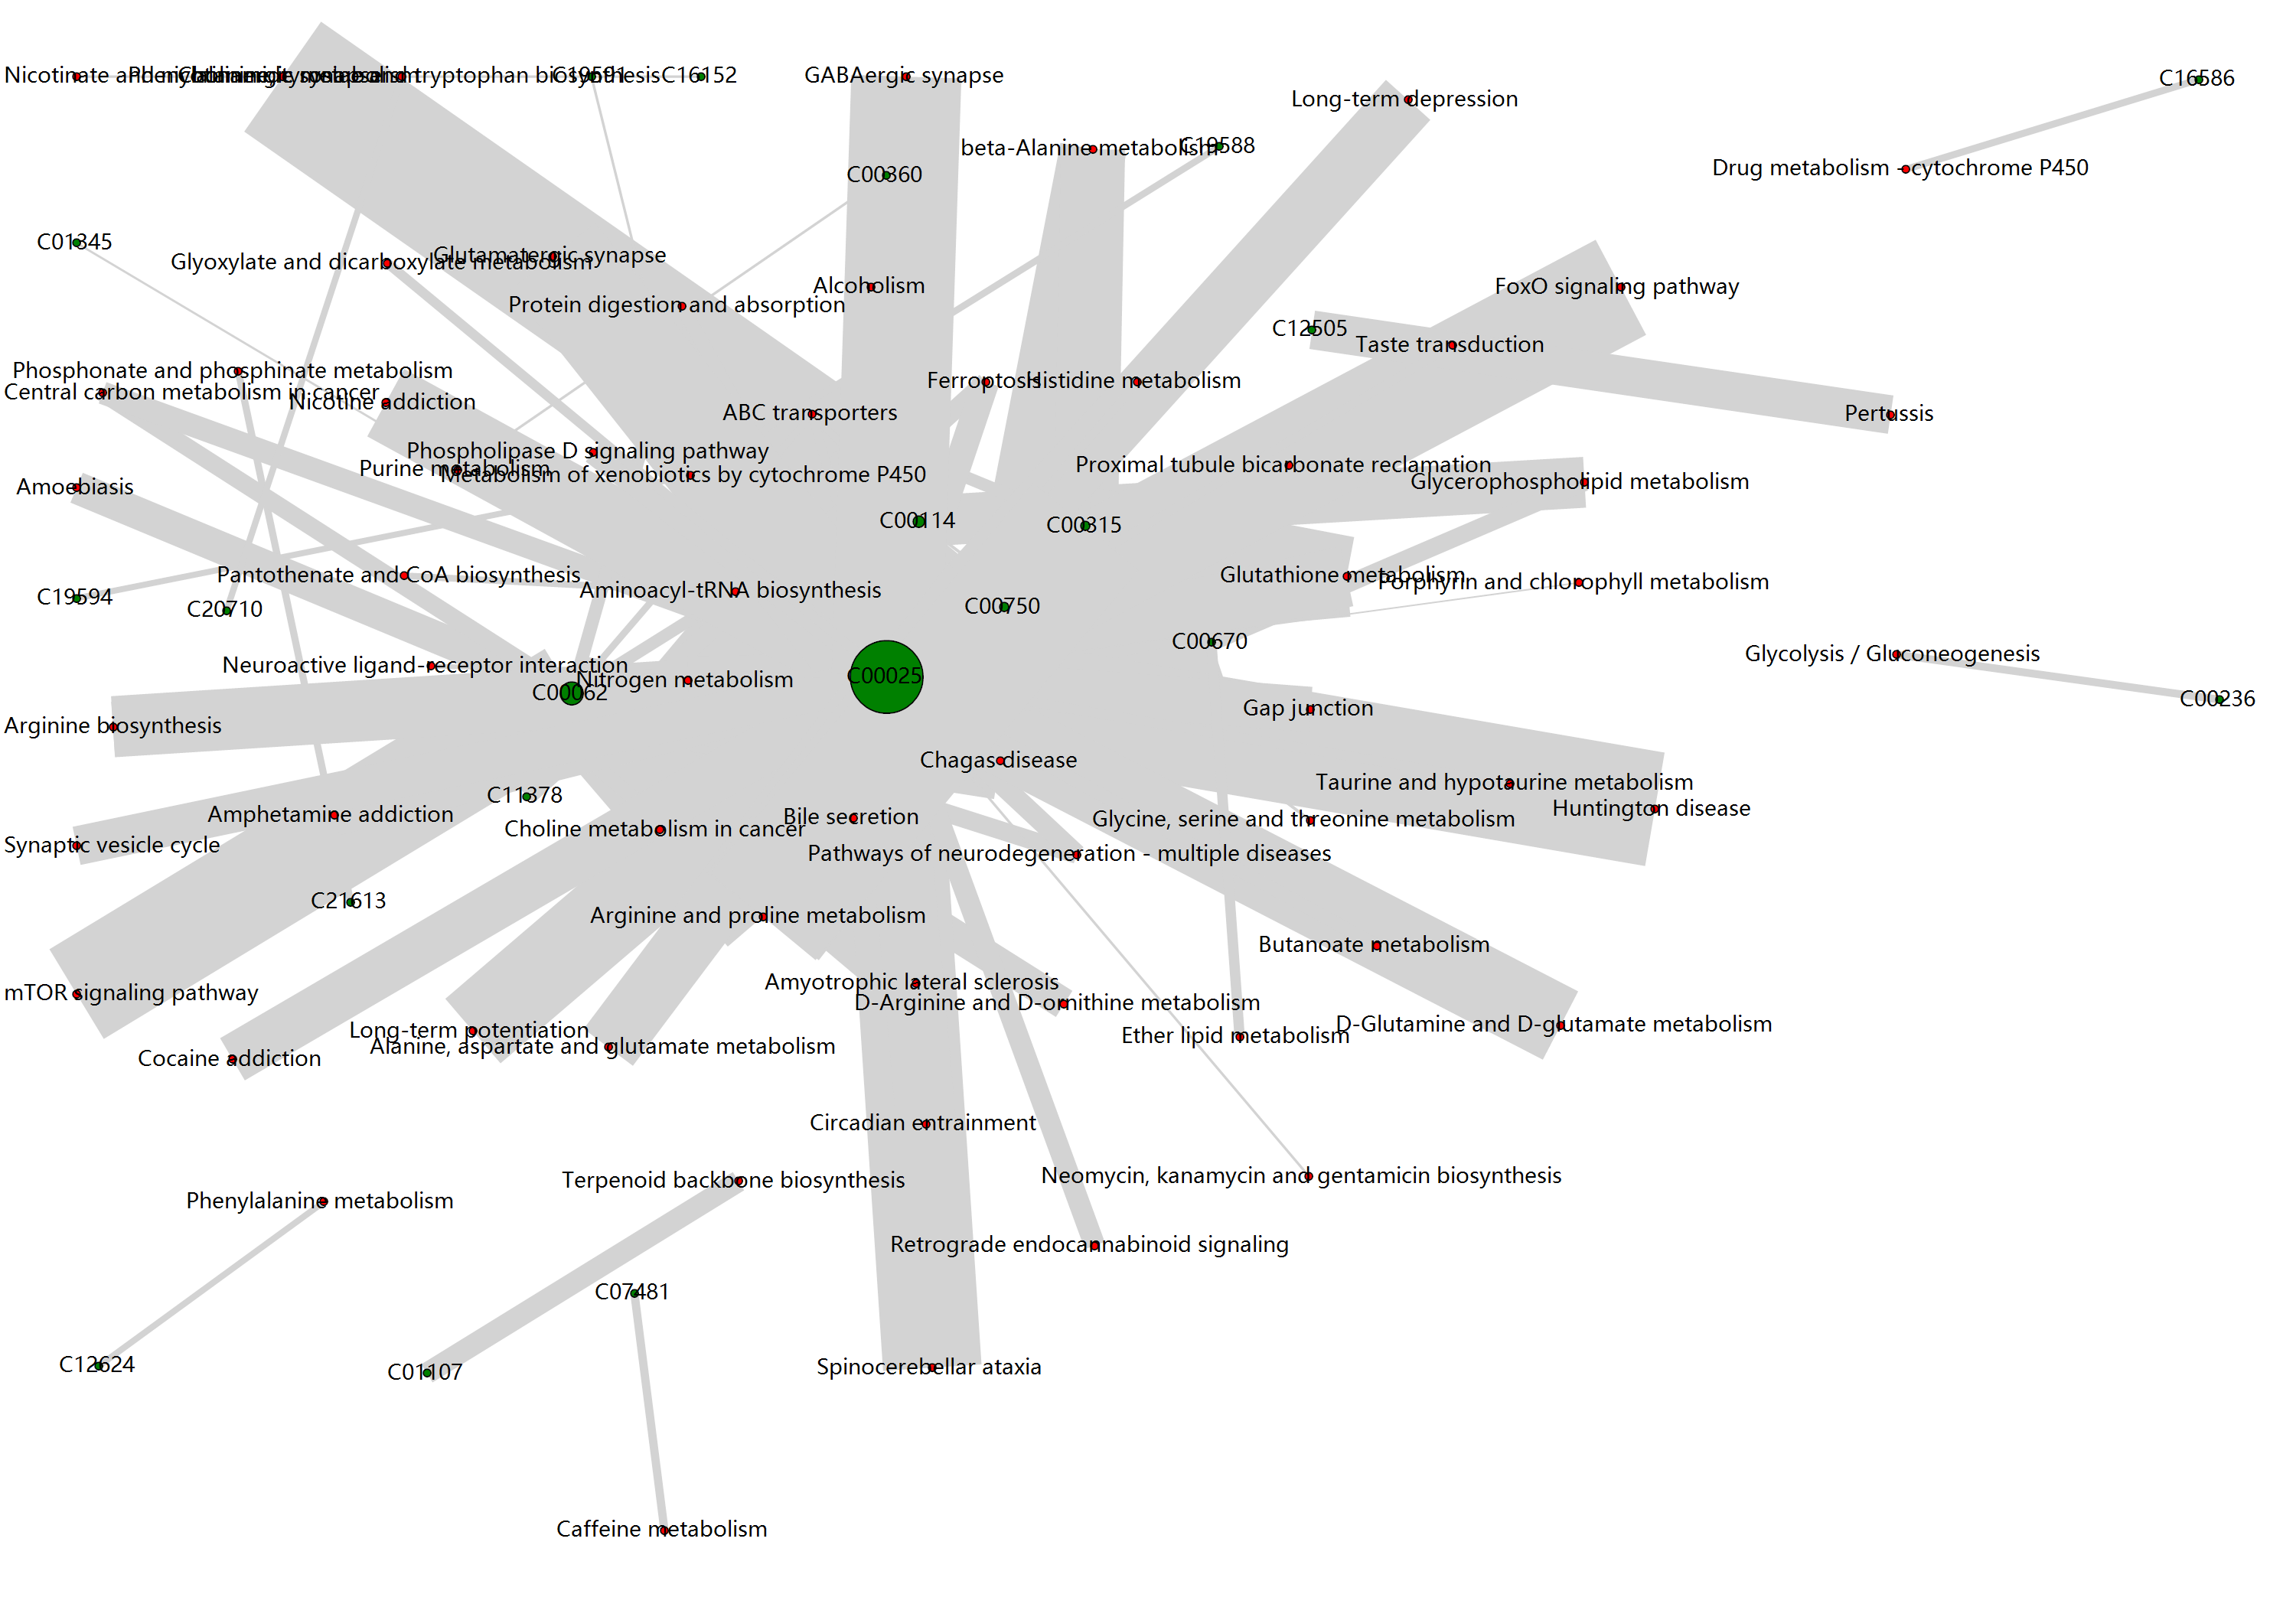 Nicotinate and nicotinamide metabolism
tryptophan biosynthesis
C19591
C16152
GABAergic synapse
C16586
Long-term depression
beta-Alanine metabolism
C19588
Drug metabolism - cytochrome P450
C00360
C01345
Glyoxylate and dicarboxylate metabolism
Glutamatergic synapse
Alcoholism
FoxO signaling pathway
Protein digestion and absorption
C12505
Taste transduction
Phosphonate and phosphinate metabolism
Central carbon metabolism in cancer
Nicotine addiction
Ferroptosis
Histidine metabolism
ABC transporters
Pertussis
Phospholipase D signaling pathway
Purine metabolism
Metabolism of xenobiotics by cytochrome P450
Proximal tubule bicarbonate reclamation
Glycerophospholipid metabolism
Amoebiasis
C00114
C00315
Pantothenate and CoA biosynthesis
Aminoacyl-tRNA biosynthesis
Glutathione metabolism
Porphyrin and chlorophyll metabolism
C19594
C20710
C00750
C00670
Neuroactive ligand-receptor interaction
Nitrogen metabolism
C00025
C00062
Glycolysis / Gluconeogenesis
C00236
Arginine biosynthesis
Gap junction
Chagas disease
Taurine and hypotaurine metabolism
Huntington disease
C11378
Amphetamine addiction
Choline metabolism in cancer
Bile secretion
Glycine, serine and threonine metabolism
Synaptic vesicle cycle
Pathways of neurodegeneration - multiple diseases
C21613
Arginine and proline metabolism
Butanoate metabolism
mTOR signaling pathway
Amyotrophic lateral sclerosis
D-Arginine and D-ornithine metabolism
Long-term potentiation
Alanine, aspartate and glutamate metabolism
Ether lipid metabolism
D-Glutamine and D-glutamate metabolism
Cocaine addiction
Circadian entrainment
Terpenoid backbone biosynthesis
Neomycin, kanamycin and gentamicin biosynthesis
Phenylalanine metabolism
Retrograde endocannabinoid signaling
C07481
C12624
C01107
Spinocerebellar ataxia
Caffeine metabolism